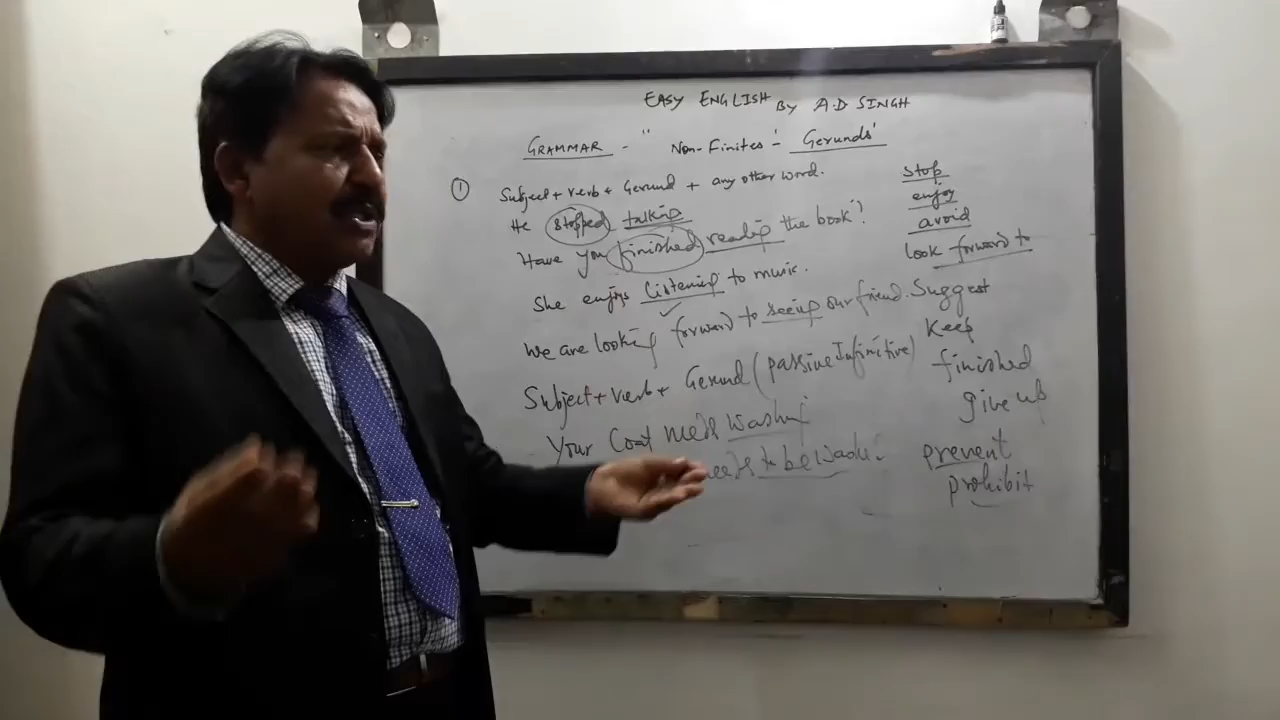 EASY ENGLISH BY A.D SINGH
GRAMMAR - " Non-Finites - ' Gerunds'
① Subject + verb + Gerund + any other word.
He stopped talking
Have you finished reading the book?
She enjoys listening to music.
We are looking forward to seeing our friend.
Subject + verb + Gerund (passive Infinitive)
Your Coat needs washing
needs to be
stop
enjoy
avoid
look forward to
Suggest
Keep
finished
give up
prevent
prohibit